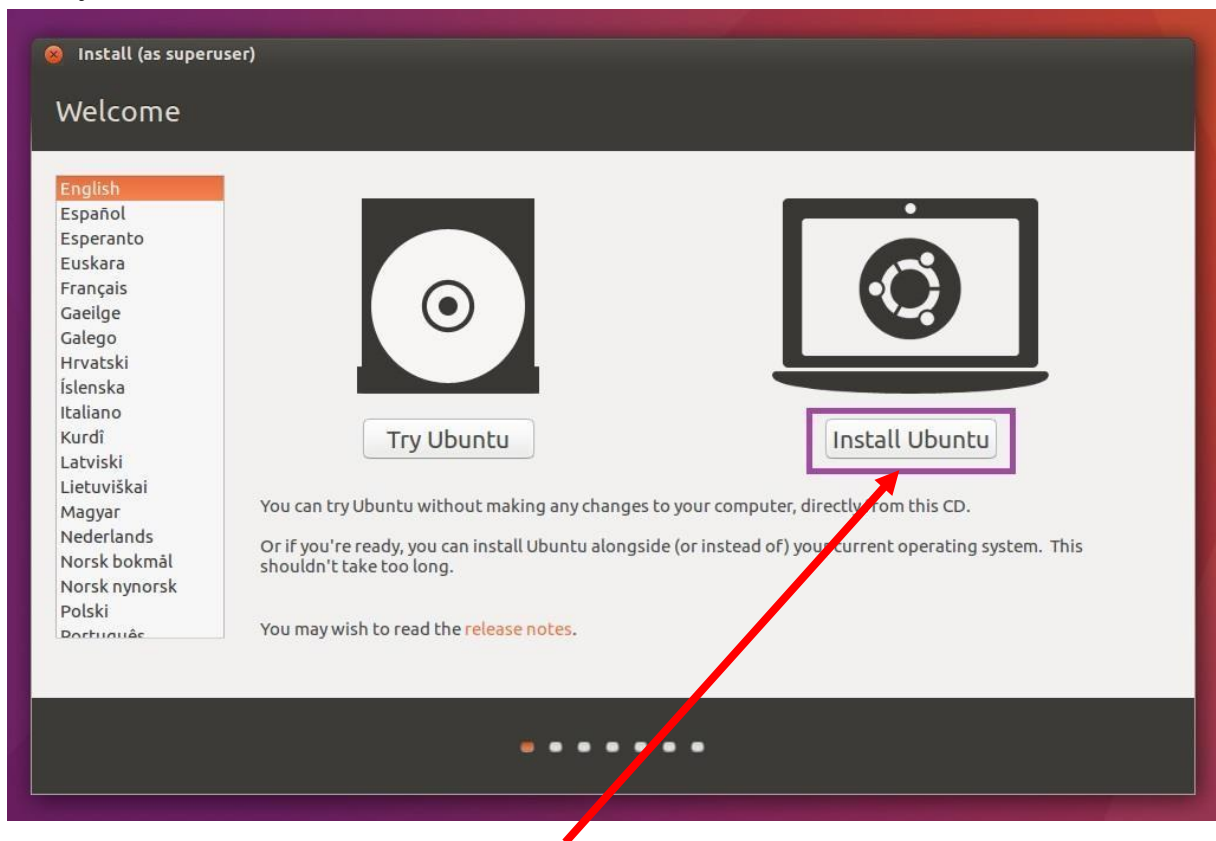 Install (as superuser)
Welcome
English
Español
Esperanto
Euskara
Français
Gaeilge
Galego
Hrvatski
Íslenska
Italiano
Kurdî
Latviski
Lietuviškai
Magyar
Nederlands
Norsk bokmål
Norsk nynorsk
Polski
Português
Try Ubuntu
Install Ubuntu
You can try Ubuntu without making any changes to your computer, directly from this CD.
Or if you're ready, you can install Ubuntu alongside (or instead of) your current operating system. This
shouldn't take too long.
You may wish to read the release notes.